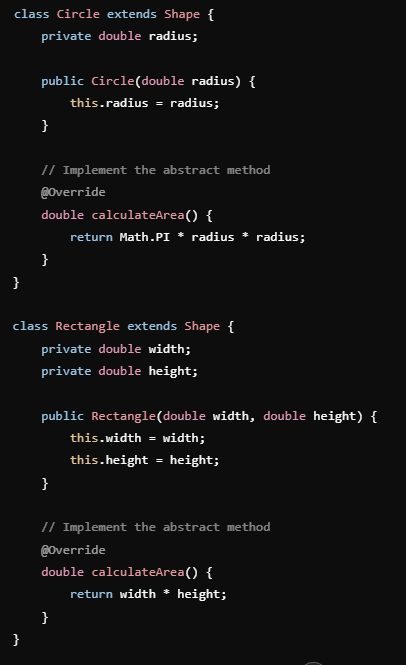 class Circle extends Shape {
    private double radius;

    public Circle(double radius) {
        this.radius = radius;
    }

    // Implement the abstract method
    @Override
    double calculateArea() {
        return Math.PI * radius * radius;
    }
}

class Rectangle extends Shape {
    private double width;
    private double height;

    public Rectangle(double width, double height) {
        this.width = width;
        this.height = height;
    }

    // Implement the abstract method
    @Override
    double calculateArea() {
        return width * height;
    }
}